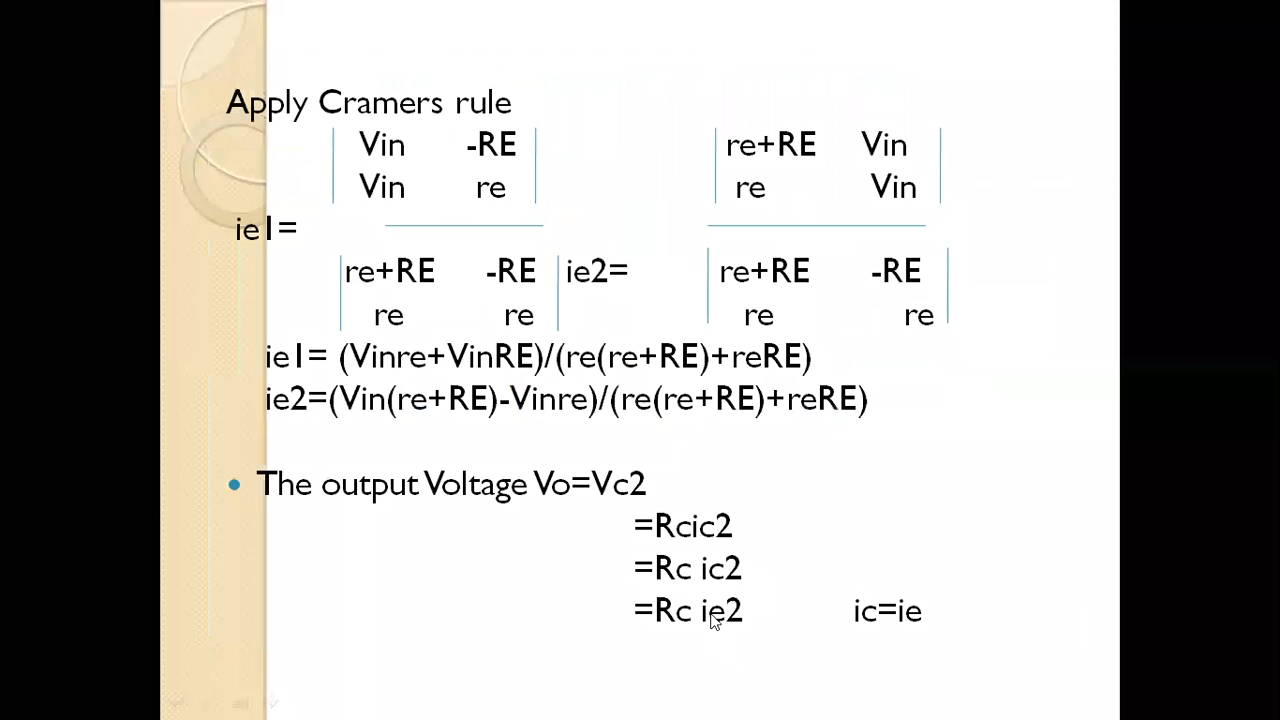 Apply Cramers rule
Vin -RE re+RE Vin
Vin re re Vin
ie1=
re+RE -RE ie2= re+RE -RE
re re re re
ie1= (Vinre+VinRE)/(re(re+RE)+reRE)
ie2=(Vin(re+RE)-Vinre)/(re(re+RE)+reRE)
• The output Voltage Vo=Vc2
=Rcic2
=Rc ic2
=Rc ie2 ic=ie